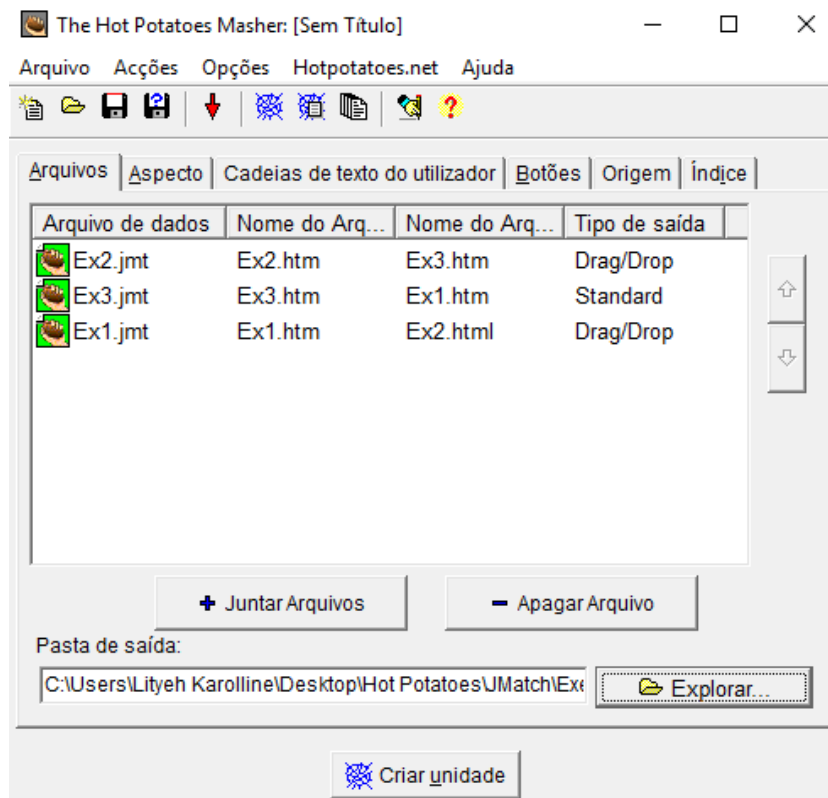 The Hot Potatoes Masher: [Sem Título]
Arquivo Acções Opções Hotpotatoes.net Ajuda
Arquivos Aspecto Cadeias de texto do utilizador Botões Origem Índice
Arquivo de dados Nome do Arq... Nome do Arq... Tipo de saída
Ex2.jmt Ex2.htm Ex3.htm Drag/Drop
Ex3.jmt Ex3.htm Ex1.htm Standard
Ex1.jmt Ex1.htm Ex2.html Drag/Drop
+ Juntar Arquivos - Apagar Arquivo
Pasta de saída:
C:\Users\Lityeh Karolline\Desktop\Hot Potatoes\JMatch\Exe Explorar...
Criar unidade